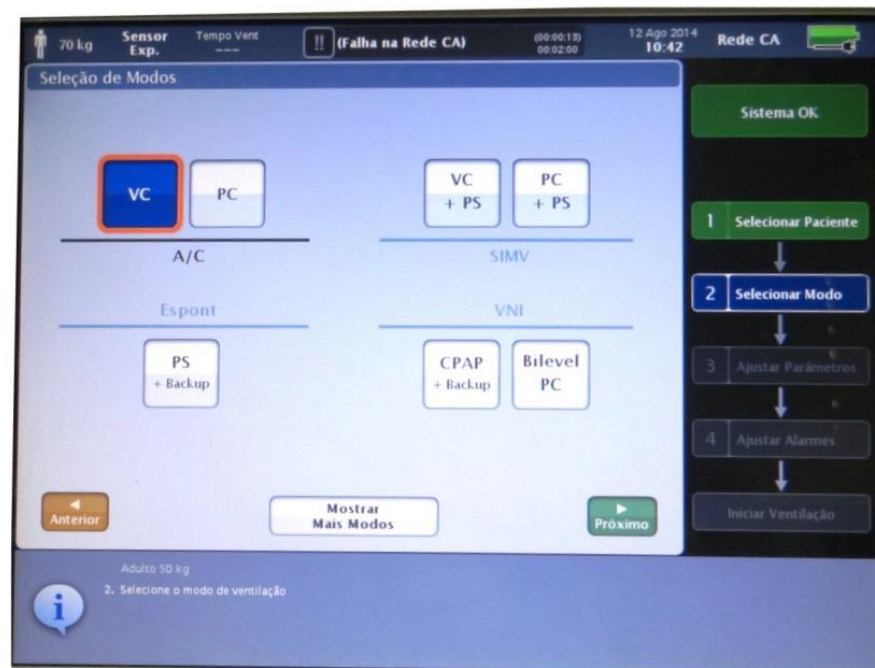 70 kg
Sensor Exp.
Tempo Vent
---
!! (Falha na Rede CA)
(00:00:13)
00:02:00
12 Ago 2014
10:42
Rede CA
Seleção de Modos
Sistema OK
VC
PC
A/C
VC + PS
PC + PS
SIMV
1 Selecionar Paciente
2 Selecionar Modo
3 Ajustar Parâmetros
4 Ajustar Alarmes
Iniciar Ventilação
Espont
PS + Backup
VNI
CPAP + Backup
Bilevel PC
Anterior
Mostrar
Mais Modos
Próximo
Adulto 50 kg
2. Selecione o modo de ventilação
i